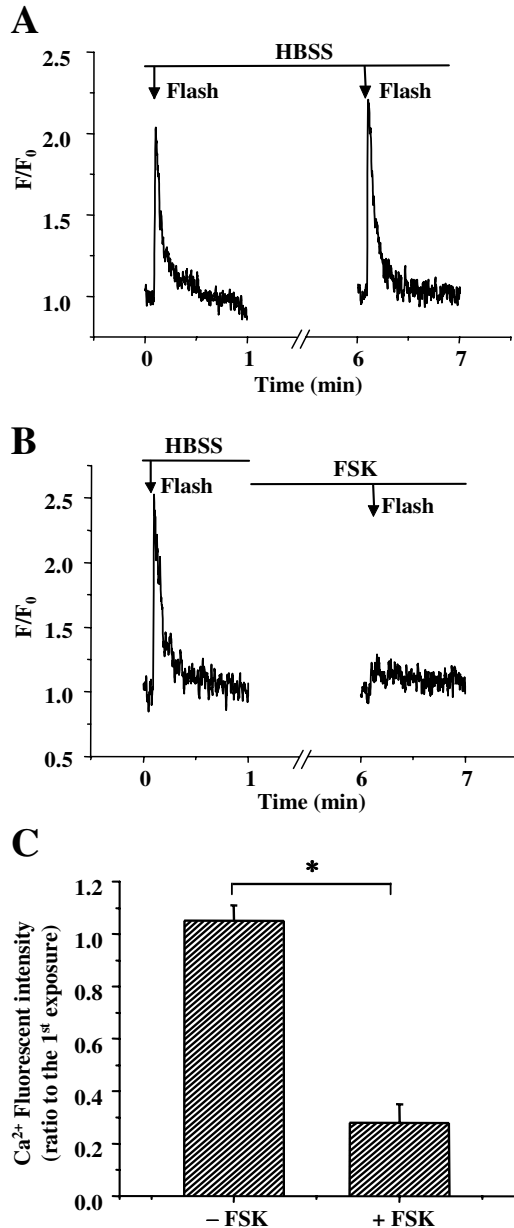 A
HBSS
Flash Flash
2.5
2.0
1.5
1.0
F/F₀
0 1 6 7
Time (min)
B
HBSS
FSK
Flash Flash
2.5
2.0
1.5
1.0
0.5
F/F₀
0 1 6 7
Time (min)
C
*
1.2
1.0
0.8
0.6
0.4
0.2
0.0
Ca²⁺ Fluorescent intensity
(ratio to the 1ˢᵗ exposure)
– FSK + FSK